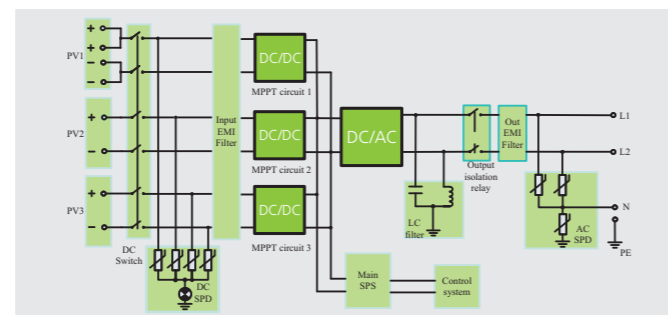 PV1
PV2
PV3
+
+
−
−
+
−
+
−
DC
Switch
Input
EMI
Filter
DC/DC
MPPT circuit 1
DC/DC
MPPT circuit 2
DC/DC
MPPT circuit 3
DC
SPD
DC/AC
LC
filter
Output
isolation
relay
Out
EMI
Filter
L1
L2
N
PE
AC
SPD
Main
SPS
Control
system